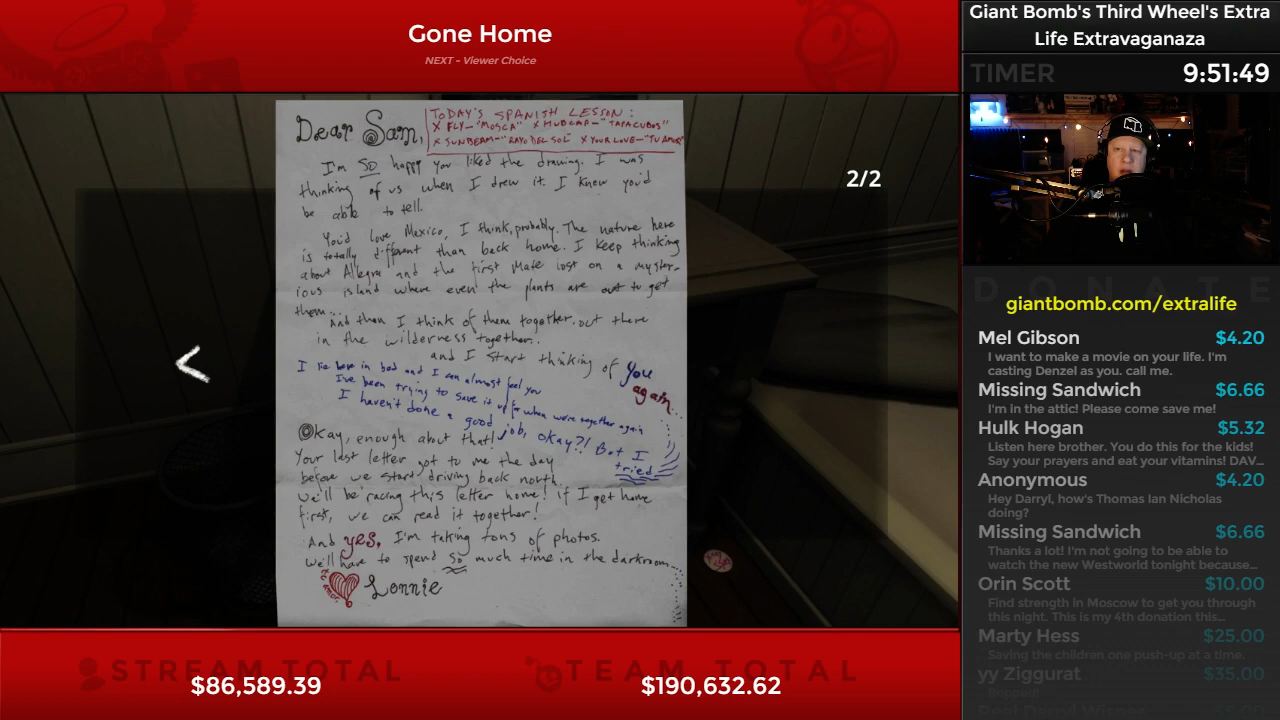 Gone Home
NEXT - Viewer Choice
Giant Bomb's Third Wheel's Extra
Life Extravaganaza
TIMER
9:51:49
2/2
Dear Sam,
TODAY'S SPANISH LESSON:
x FLY-"MOSCA" x MUDCAR-"TAPACUBOS"
x SUNBEAM-"RAYO DEL SOL" x YOUR LOVE-"TU AMOR"
I'm SO happy you liked the drawing. I was
thinking of us when I drew it. I knew you'd
be able to tell.
You'd love Mexico, I think, probably. The nature here
is totally different than back home. I keep thinking
about Allegra and the First Mate lost on a myster-
ious island where even the plants are out to get
them...
And then I think of them together. out there
in the wilderness together...
and I start thinking of you
again...
I lie here in bed and I can almost feel you
I've been trying to save it up for when we're together again
I haven't done a good job, okay?! But I
tried
Okay, enough about that!
Your last letter got to me the day
before we start driving back north.
We'll be racing this letter home! if I get home
first, we can read it together!
And yes, I'm taking tons of photos.
We'll have to spend so much time in the darkroom...
Lonnie
DONATE
giantbomb.com/extralife
Mel Gibson $4.20
I want to make a movie on your life. I'm
casting Denzel as you. call me.
Missing Sandwich $6.66
I'm in the attic! Please come save me!
Hulk Hogan $5.32
Listen here brother. You do this for the kids!
Say your prayers and eat your vitamins! DAV...
Anonymous $4.20
Hey Darryl, how's Thomas Ian Nicholas
doing?
Missing Sandwich $6.66
Thanks a lot! I'm not going to be able to
watch the new Westworld tonight because...
Orin Scott $10.00
Find strength in Moscow to get you through
this night. This is my 4th donation this...
Marty Hess $25.00
Saving the children one push-up at a time.
yy Ziggurat $35.00
STREAM TOTAL
$86,589.39
TEAM TOTAL
$190,632.62